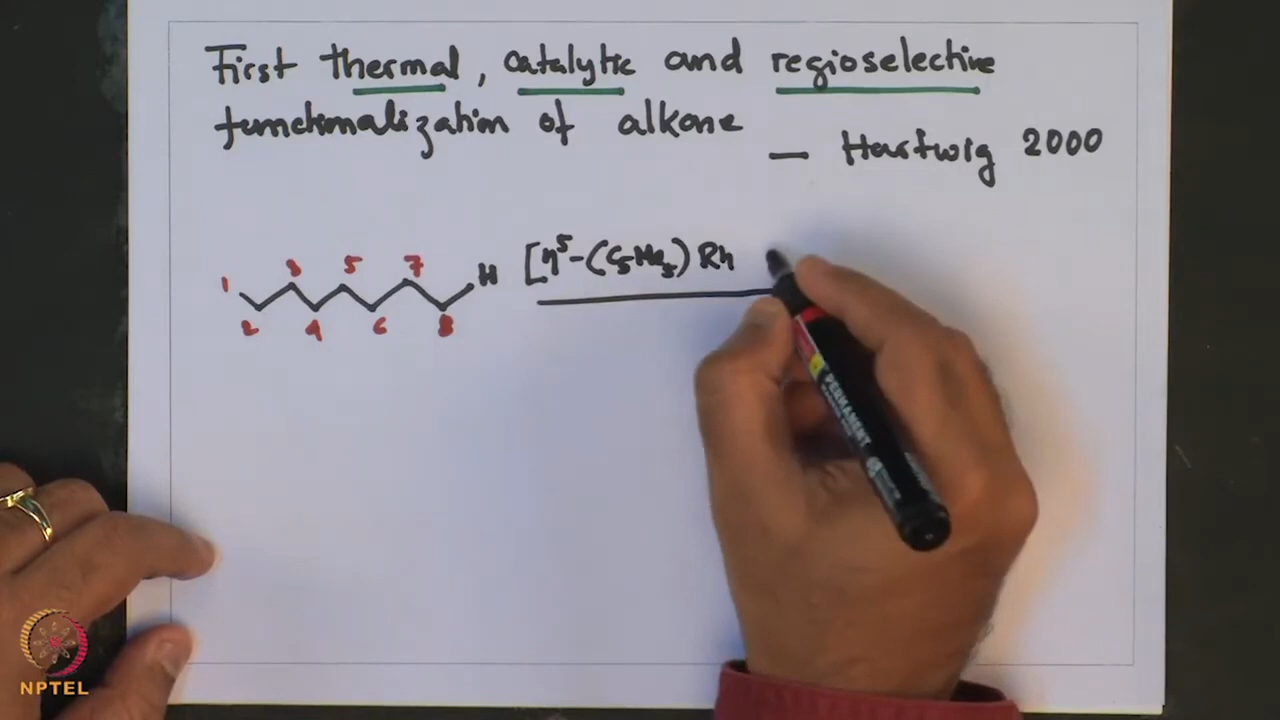 First thermal, catalytic and regioselective
functionalization of alkane
— Hartwig 2000
1 2 3 4 5 6 7 8 H [η⁵-(C₅Me₅)Rh
PERMANENT
NPTEL